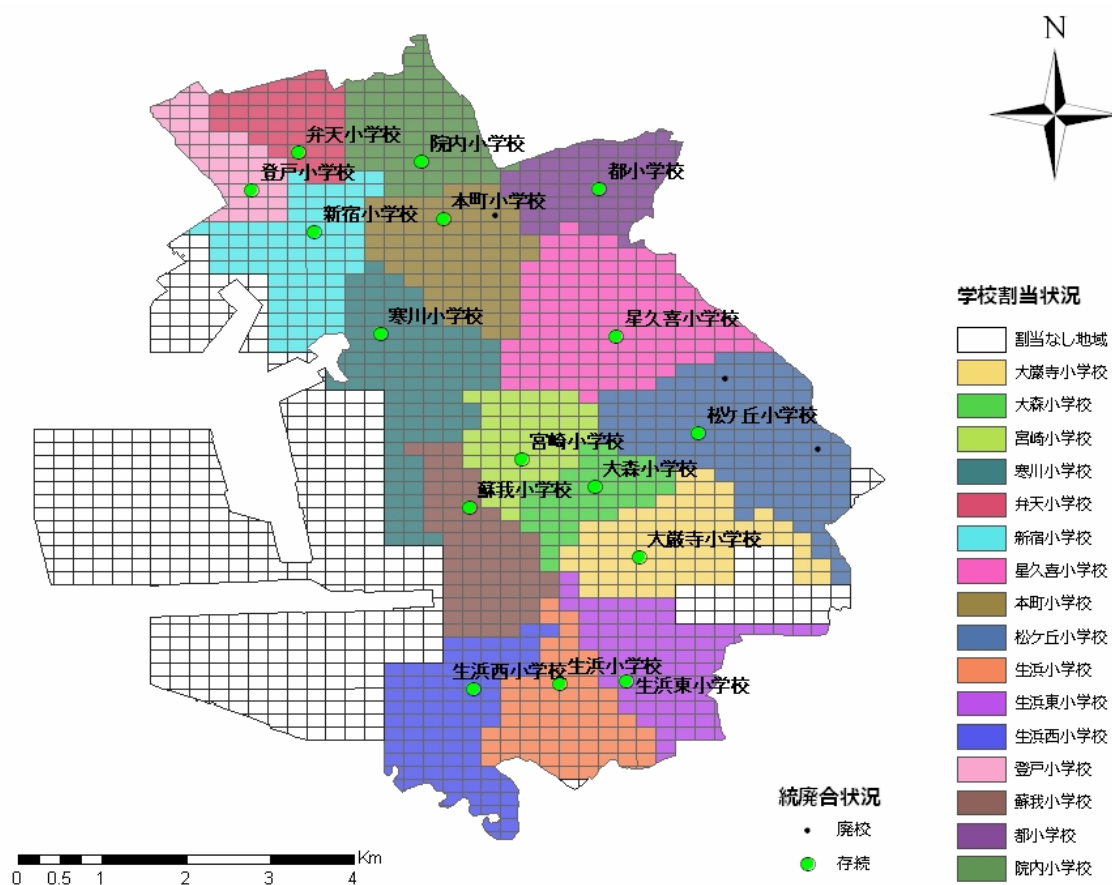 N
弁天小学校
院内小学校
登戸小学校
都小学校
本町小学校
新宿小学校
寒川小学校
星久喜小学校
松ケ丘小学校
宮崎小学校
大森小学校
蘇我小学校
大巌寺小学校
生浜西小学校
生浜小学校
生浜東小学校
学校割当状況
割当なし地域
大巌寺小学校
大森小学校
宮崎小学校
寒川小学校
弁天小学校
新宿小学校
星久喜小学校
本町小学校
松ケ丘小学校
生浜小学校
生浜東小学校
生浜西小学校
登戸小学校
蘇我小学校
都小学校
院内小学校
統廃合状況
廃校
存続
Km
0 0.5 1 2 3 4